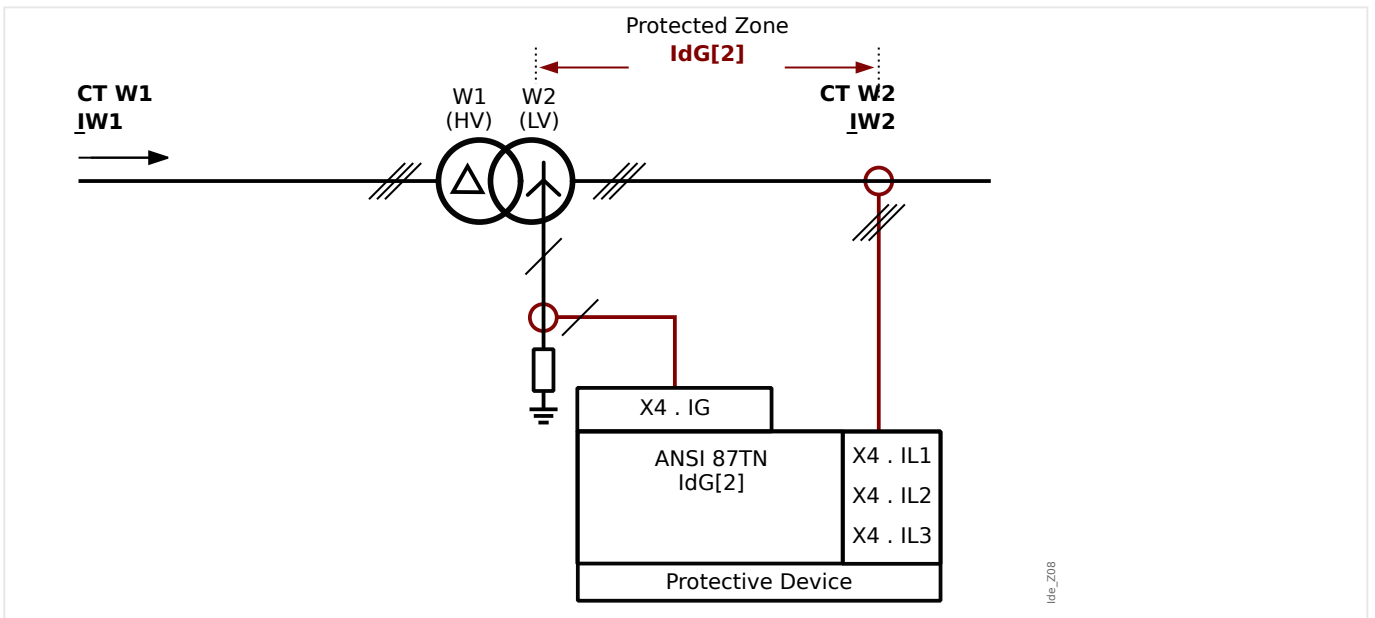 Protected Zone
IdG[2]
CT W1
IW1
W1
(HV)
W2
(LV)
CT W2
IW2
X4 . IG
ANSI 87TN
IdG[2]
X4 . IL1
X4 . IL2
X4 . IL3
Protective Device
Ide_Z08